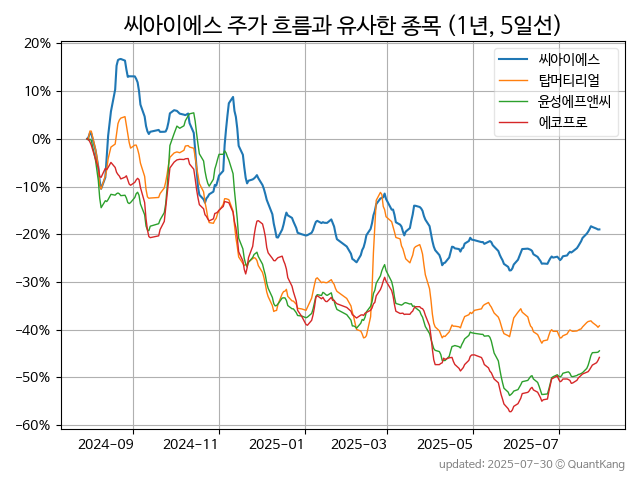 씨아이에스 주가 흐름과 유사한 종목 (1년, 5일선)
20%
10%
0%
−10%
−20%
−30%
−40%
−50%
−60%
씨아이에스
탑머티리얼
윤성에프앤씨
에코프로
2024-09
2024-11
2025-01
2025-03
2025-05
2025-07
updated: 2025-07-30 © QuantKang